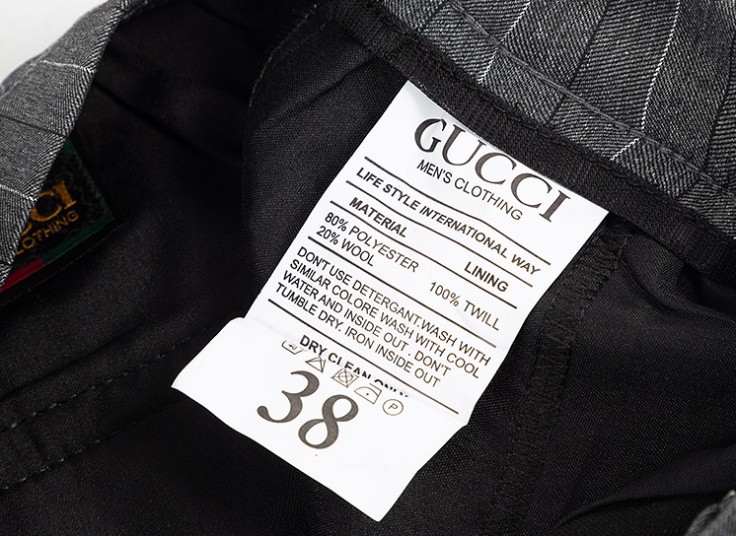 GUCCI
MEN'S CLOTHING
LIFE STYLE INTERNATIONAL WAY
MATERIAL LINING
80% POLYESTER 100% TWILL
20% WOOL
DON'T USE DETERGANT.WASH WITH
SIMILAR COLORE WASH WITH COOL
WATER AND INSIDE OUT . DON'T
TUMBLE DRY. IRON INSIDE OUT
DRY CLEAN ONLY
P
38
CCI
CLOTHING